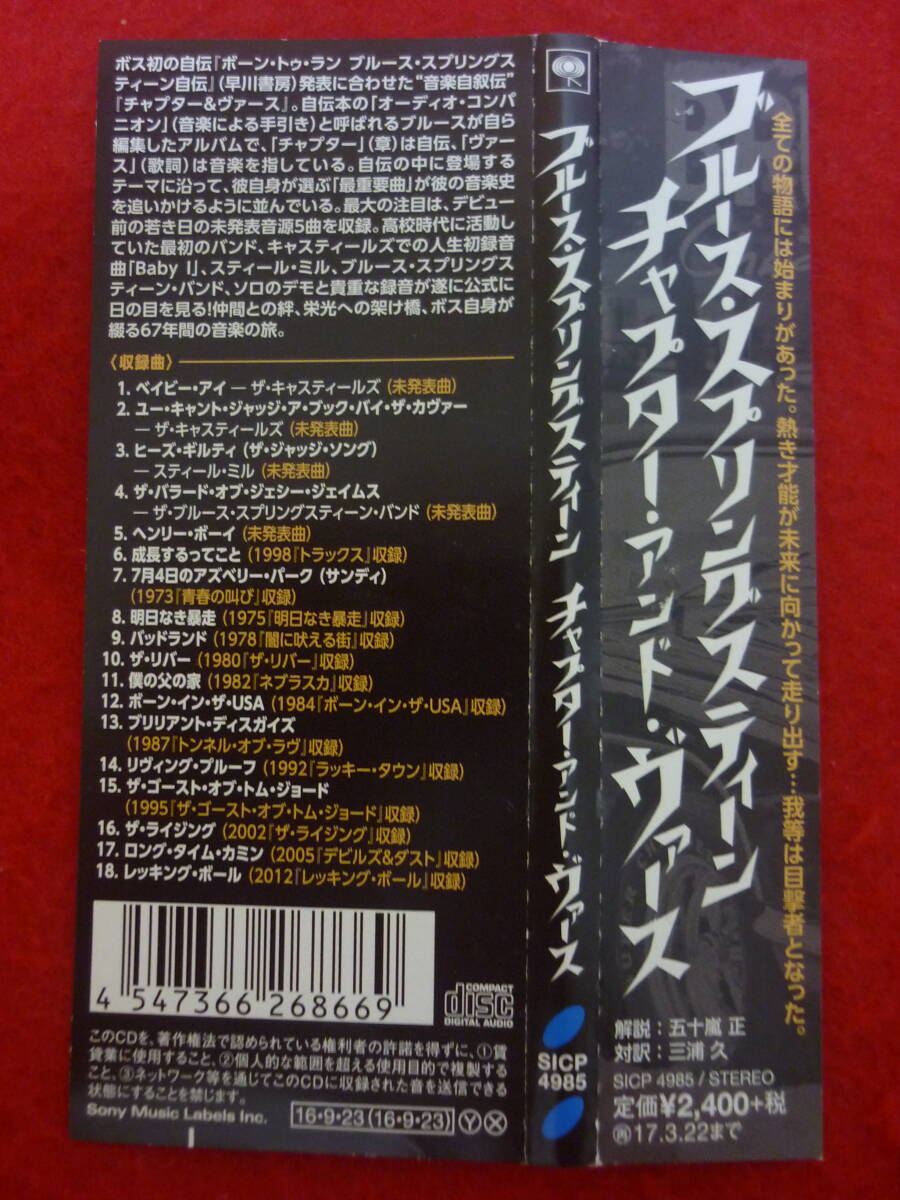 ボス初の自伝『ボーン・トゥ・ラン ブルース・スプリングス
ティーン自伝』(早川書房)発表に合わせた“音楽自叙伝”
『チャプター&ヴァース』。自伝本の「オーディオ・コンパ
ニオン」(音楽による手引き)と呼ばれるブルースが自ら
編集したアルバムで、「チャプター」(章)は自伝、「ヴァー
ス」(歌詞)は音楽を指している。自伝の中に登場する
テーマに沿って、彼自身が選ぶ「最重要曲」が彼の音楽史
を追いかけるように並んでいる。最大の注目は、デビュー
前の若き日の未発表音源5曲を収録。高校時代に活動し
ていた最初のバンド、キャスティールズでの人生初録音
曲「Baby I」、スティール・ミル、ブルース・スプリングス
ティーン・バンド、ソロのデモと貴重な録音が遂に公式に
日の目を見る!仲間との絆、栄光への架け橋、ボス自身が
綴る67年間の音楽の旅。
〈収録曲〉
1. ベイビー・アイ ― ザ・キャスティールズ (未発表曲)
2. ユー・キャント・ジャッジ・ア・ブック・バイ・ザ・カヴァー
― ザ・キャスティールズ (未発表曲)
3. ヒーズ・ギルティ (ザ・ジャッジ・ソング)
― スティール・ミル (未発表曲)
4. ザ・バラード・オブ・ジェシー・ジェイムス
― ザ・ブルース・スプリングスティーン・バンド (未発表曲)
5. ヘンリー・ボーイ (未発表曲)
6. 成長するってこと (1998『トラックス』収録)
7. 7月4日のアズベリー・パーク (サンディ)
(1973『青春の叫び』収録)
8. 明日なき暴走 (1975『明日なき暴走』収録)
9. バッドランド (1978『闇に吠える街』収録)
10. ザ・リバー (1980『ザ・リバー』収録)
11. 僕の父の家 (1982『ネブラスカ』収録)
12. ボーン・イン・ザ・USA (1984『ボーン・イン・ザ・USA』収録)
13. ブリリアント・ディスガイズ
(1987『トンネル・オブ・ラヴ』収録)
14. リヴィング・プルーフ (1992『ラッキー・タウン』収録)
15. ザ・ゴースト・オブ・トム・ジョード
(1995『ザ・ゴースト・オブ・トム・ジョード』収録)
16. ザ・ライジング (2002『ザ・ライジング』収録)
17. ロング・タイム・カミン (2005『デビルズ&ダスト』収録)
18. レッキング・ボール (2012『レッキング・ボール』収録)
4 547366 268669
COMPACT
disc
DIGITAL AUDIO
このCDを、著作権法で認められている権利者の許諾を得ずに、①賃
貸業に使用すること、②個人的な範囲を超える使用目的で複製するこ
と、③ネットワーク等を通じてこのCDに収録された音を送信できる
状態にすることを禁じます。
Sony Music Labels Inc.
16・9・23 (16・9・23) Ⓨ Ⓧ
ブルース・スプリングスティーン チャプター・アンド・ヴァース
SICP
4985
ブルース・スプリングスティーン
チャプター・アンド・ヴァース
全ての物語には始まりがあった。熱き才能が未来に向かって走り出す…我等は目撃者となった。
解説:五十嵐 正
対訳:三浦 久
SICP 4985 / STEREO
定価¥2,400+税
㊢17.3.22まで